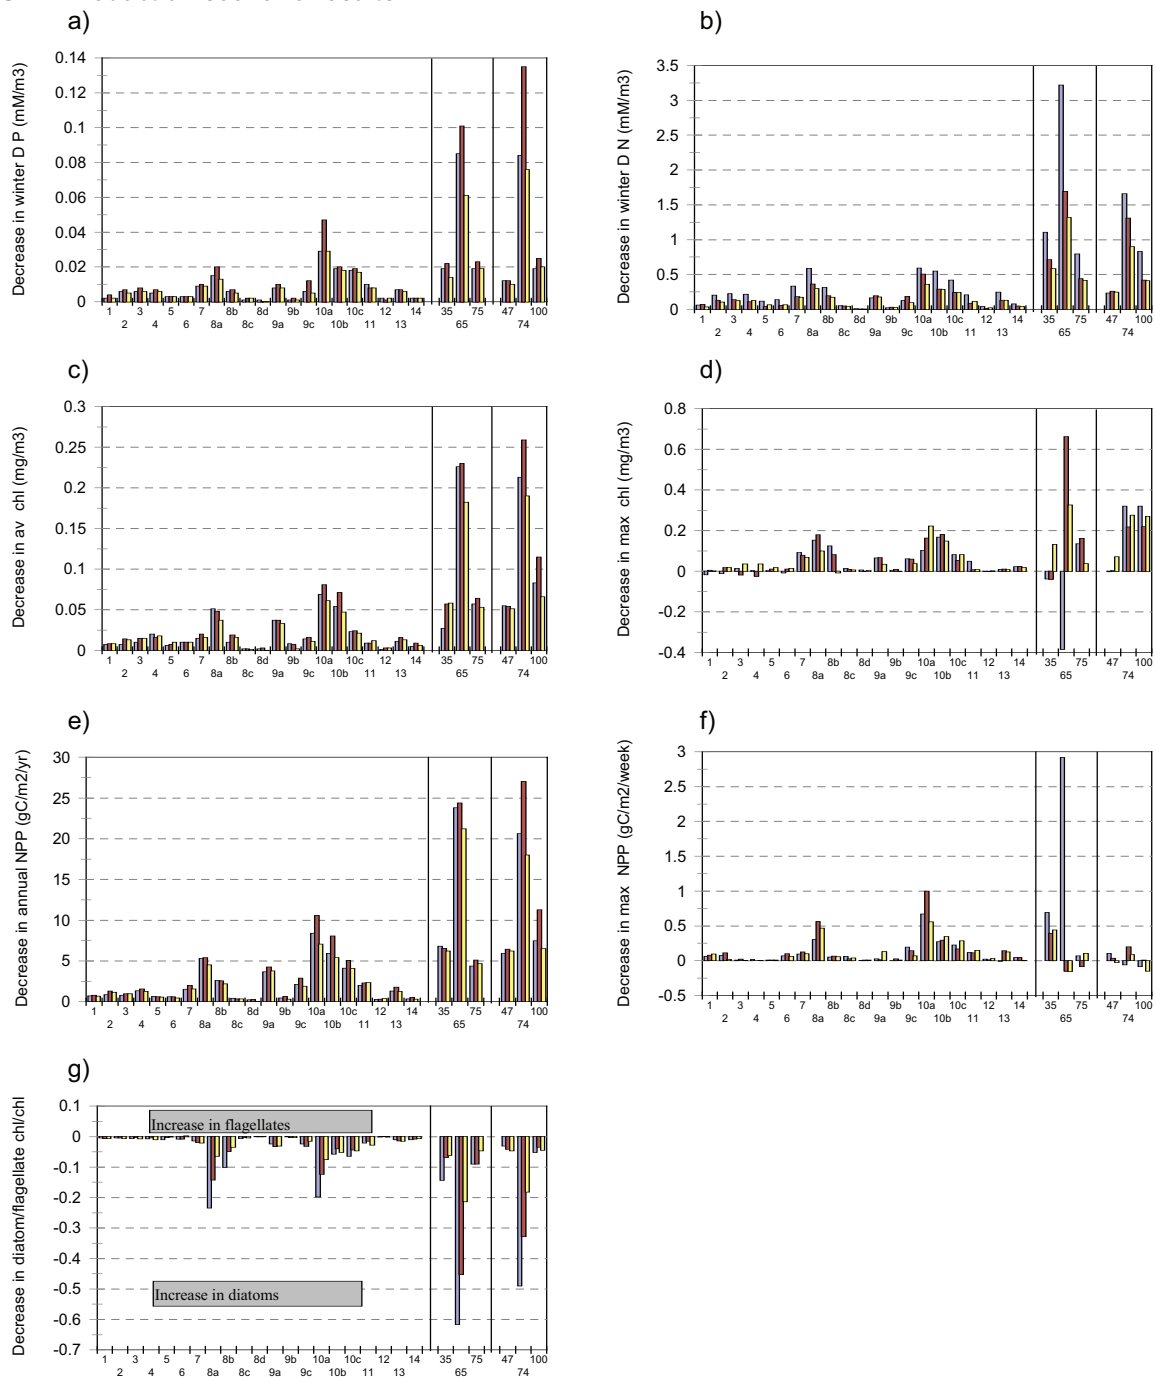 a)
Decrease in winter D P (mM/m3)
0.14
0.12
0.1
0.08
0.06
0.04
0.02
0
1 3 5 7 8b 8d 9b 10a 10c 12 14 35 75 47 100
2 4 6 8a 8c 9a 9c 10b 11 13 65 74
b)
Decrease in winter D N (mM/m3)
3.5
3
2.5
2
1.5
1
0.5
0
1 3 5 7 8b 8d 9b 10a 10c 12 14 35 75 47 100
2 4 6 8a 8c 9a 9c 10b 11 13 65 74
c)
Decrease in av chl (mg/m3)
0.3
0.25
0.2
0.15
0.1
0.05
0
1 3 5 7 8b 8d 9b 10a 10c 12 14 35 75 47 100
2 4 6 8a 8c 9a 9c 10b 11 13 65 74
d)
Decrease in max chl (mg/m3)
0.8
0.6
0.4
0.2
0
-0.2
-0.4
1 3 5 7 8b 8d 9b 10a 10c 12 14 35 75 47 100
2 4 6 8a 8c 9a 9c 10b 11 13 65 74
e)
Decrease in annual NPP (gC/m2/yr)
30
25
20
15
10
5
0
1 3 5 7 8b 8d 9b 10a 10c 12 14 35 75 47 100
2 4 6 8a 8c 9a 9c 10b 11 13 65 74
f)
Decrease in max NPP (gC/m2/week)
3
2.5
2
1.5
1
0.5
0
-0.5
1 3 5 7 8b 8d 9b 0a 10c 12 14 35 75 47 100
2 4 6 8a 8c 9a 9c 10b 11 13 65 74
g)
Decrease in diatom/flagellate chl/chl
0.1
0
-0.1
-0.2
-0.3
-0.4
-0.5
-0.6
-0.7
Increase in flagellates
Increase in diatoms
1 3 5 7 8b 8d 9b 10a 10c 12 14 35 75 47 100
2 4 6 8a 8c 9a 9c 10b 11 13 65 74